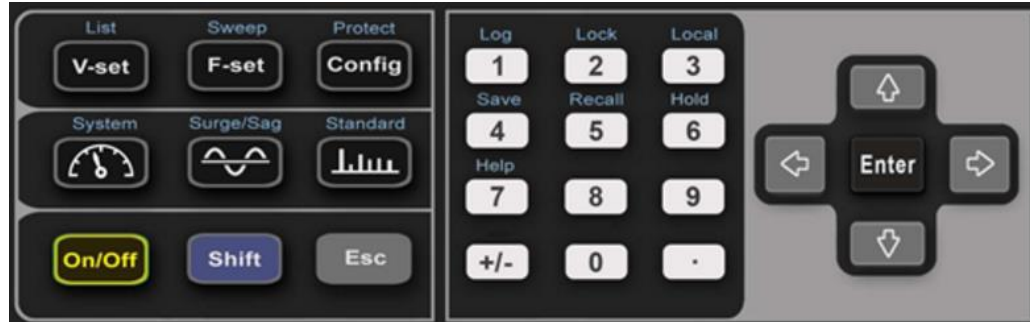 List Sweep Protect
V-set F-set Config
System Surge/Sag Standard
On/Off Shift Esc
Log Lock Local
1 2 3
Save Recall Hold
4 5 6
Help
7 8 9
+/- 0 .
Enter